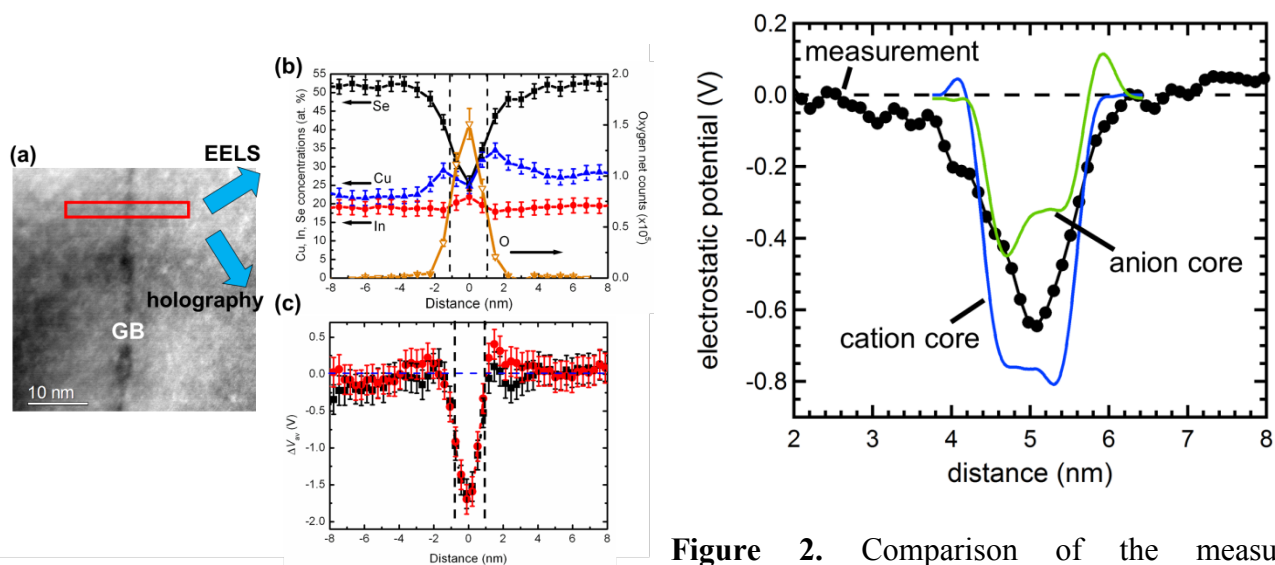 (a)
EELS
holography
GB
10 nm
(b)
Cu, In, Se concentrations (at. %)
55
50
45
40
35
30
25
20
15
10
5
0
Se
Cu
In
O
2.0
1.5
1.0
0.5
0.0
Oxygen net counts (x10⁵)
-8 -6 -4 -2 0 2 4 6 8
Distance (nm)
(c)
ΔVav (V)
0.5
0.0
-0.5
-1.0
-1.5
-2.0
-8 -6 -4 -2 0 2 4 6 8
Distance (nm)
electrostatic potential (V)
0.2
0.0
-0.2
-0.4
-0.6
-0.8
measurement
anion core
cation core
2 3 4 5 6 7 8
distance (nm)
Figure 2. Comparison of the measu